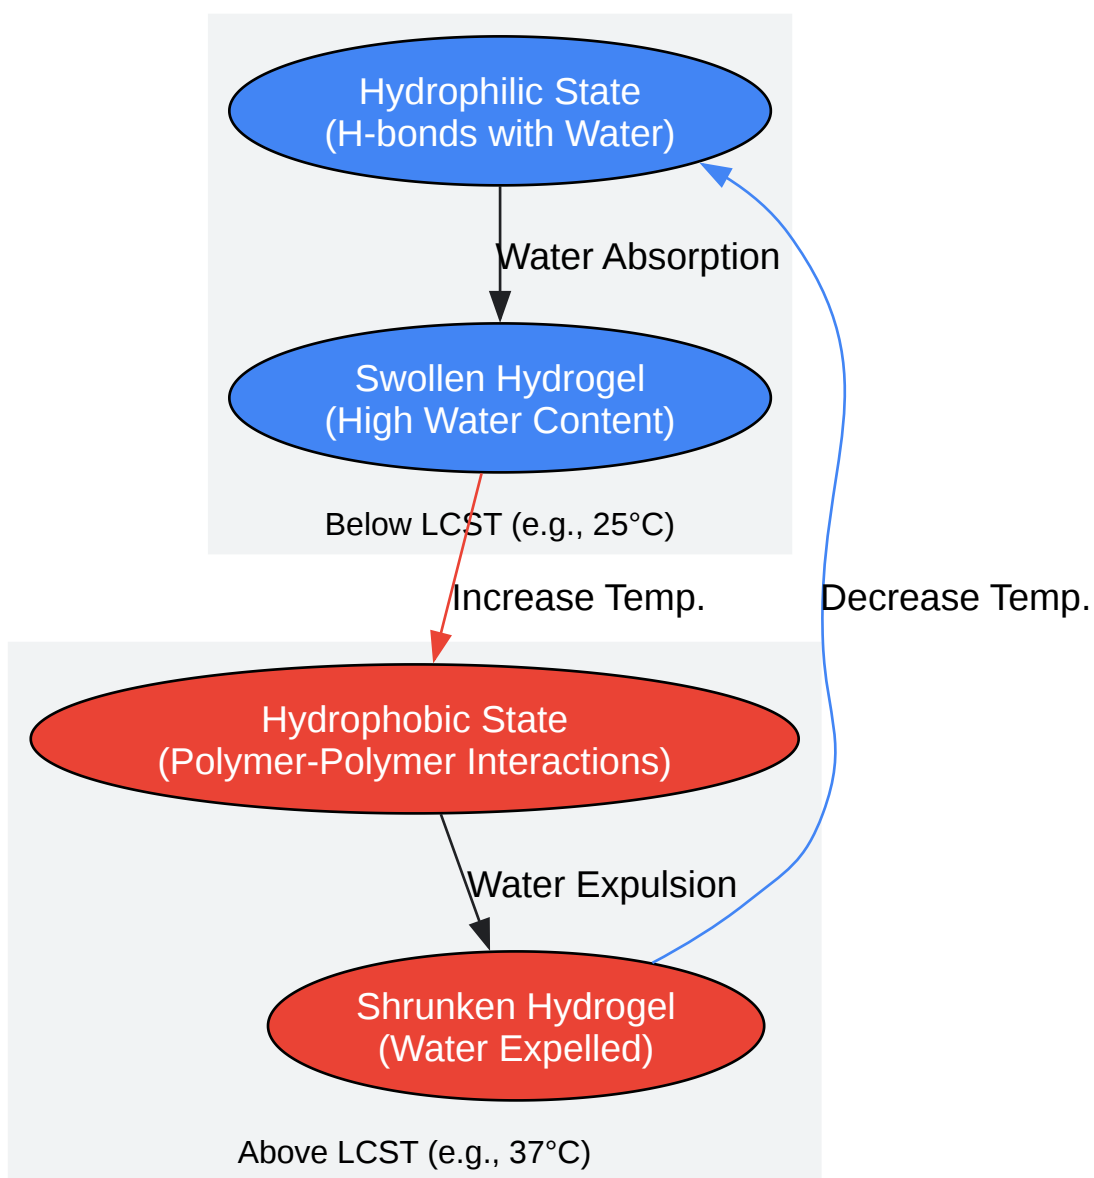 Hydrophilic State
(H-bonds with Water)
Water Absorption
Swollen Hydrogel
(High Water Content)
Below LCST (e.g., 25°C)
Increase Temp.
Decrease Temp.
Hydrophobic State
(Polymer-Polymer Interactions)
Water Expulsion
Shrunken Hydrogel
(Water Expelled)
Above LCST (e.g., 37°C)